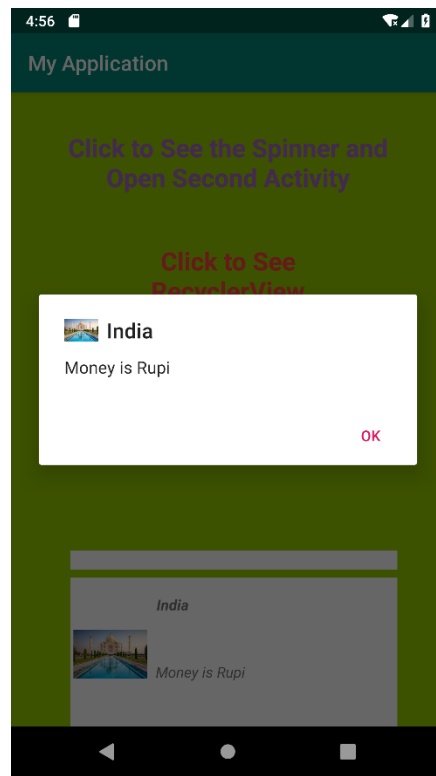 4:56
My Application
Click to See the Spinner and
Open Second Activity
Click to See
RecyclerView
India
Money is Rupi
OK
India
Money is Rupi